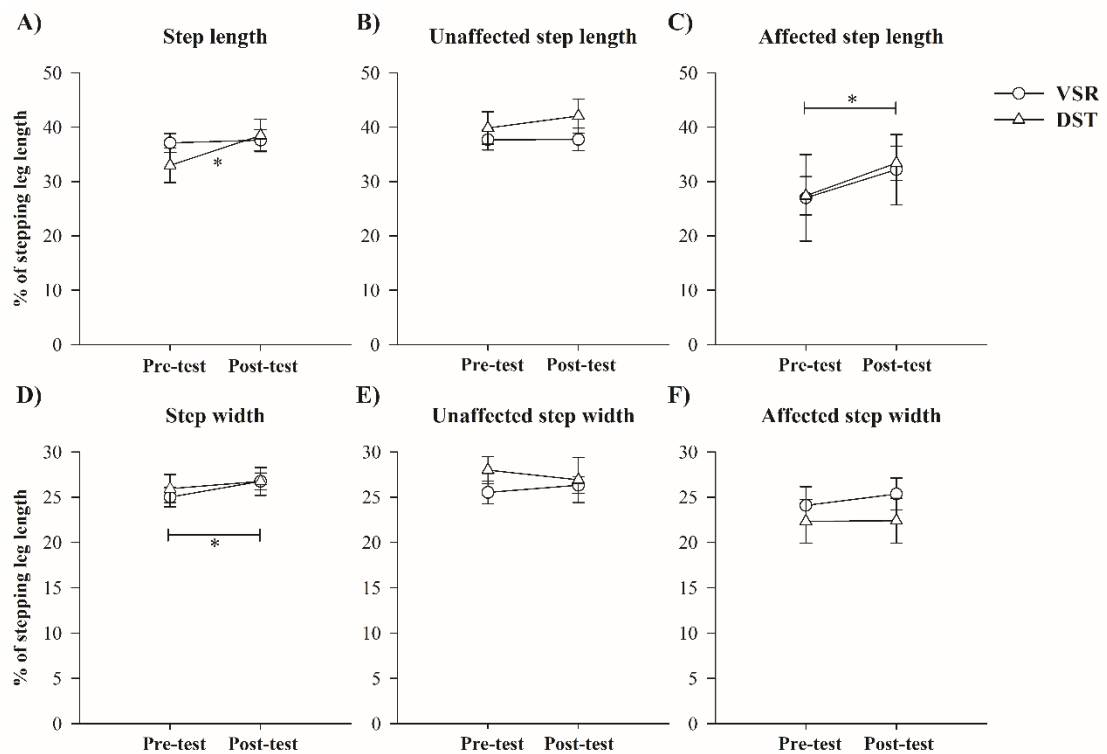 A)
Step length
B)
Unaffected step length
C)
Affected step length
% of stepping leg length
50
40
30
20
10
0
*
Pre-test Post-test
50
40
30
20
10
0
Pre-test Post-test
50
40
30
20
10
0
*
Pre-test Post-test
VSR
DST
D)
Step width
E)
Unaffected step width
F)
Affected step width
% of stepping leg length
30
25
20
15
10
5
0
*
Pre-test Post-test
30
25
20
15
10
5
0
Pre-test Post-test
30
25
20
15
10
5
0
Pre-test Post-test